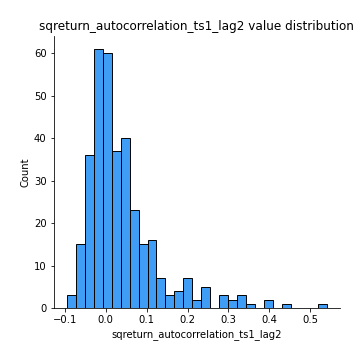 sqreturn_autocorrelation_ts1_lag2 value distribution
60
50
40
30
20
10
0
Count
−0.1 0.0 0.1 0.2 0.3 0.4 0.5
sqreturn_autocorrelation_ts1_lag2